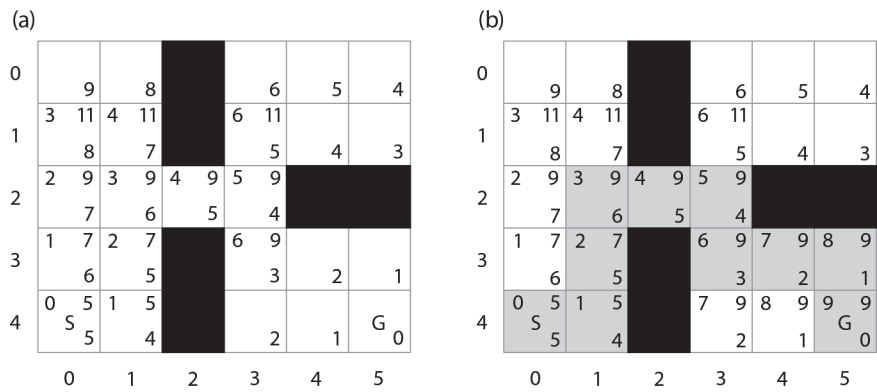 (a)
0 9 8 6 5 4
1 3 11 8 4 11 7 6 11 5 4 3
2 2 9 7 3 9 6 4 9 5 5 9 4
3 1 7 6 2 7 5 6 9 3 2 1
4 0 5 S 5 1 5 4 2 1 G 0
0 1 2 3 4 5
(b)
0 9 8 6 5 4
1 3 11 8 4 11 7 6 11 5 4 3
2 2 9 7 3 9 6 4 9 5 5 9 4
3 1 7 6 2 7 5 6 9 3 7 9 2 8 9 1
4 0 5 S 5 1 5 4 7 9 2 8 9 1 9 9 G 0
0 1 2 3 4 5